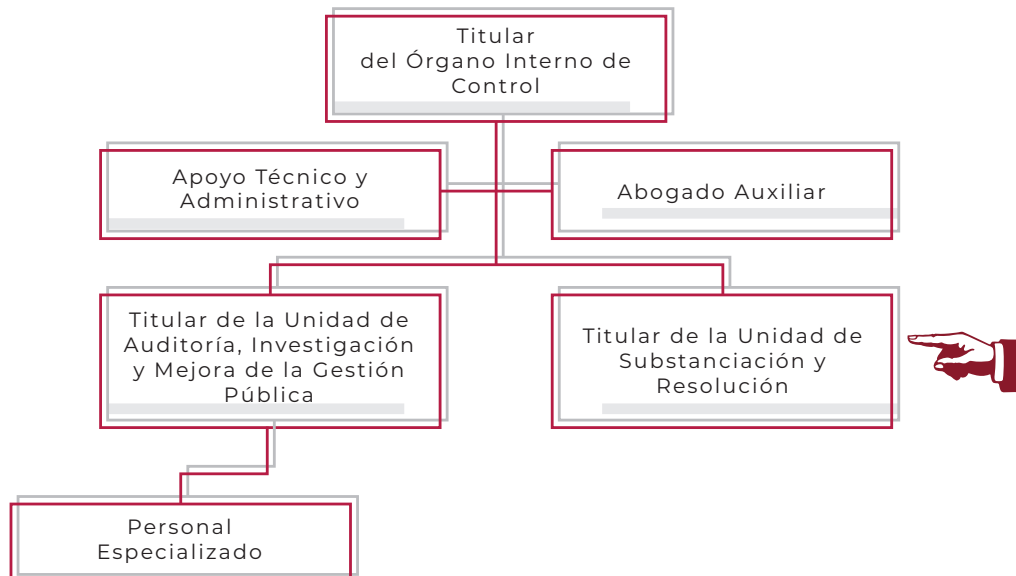 Titular
del Órgano Interno de
Control
Apoyo Técnico y
Administrativo
Abogado Auxiliar
Titular de la Unidad de
Auditoría, Investigación
y Mejora de la Gestión
Pública
Titular de la Unidad de
Substanciación y
Resolución
Personal
Especializado